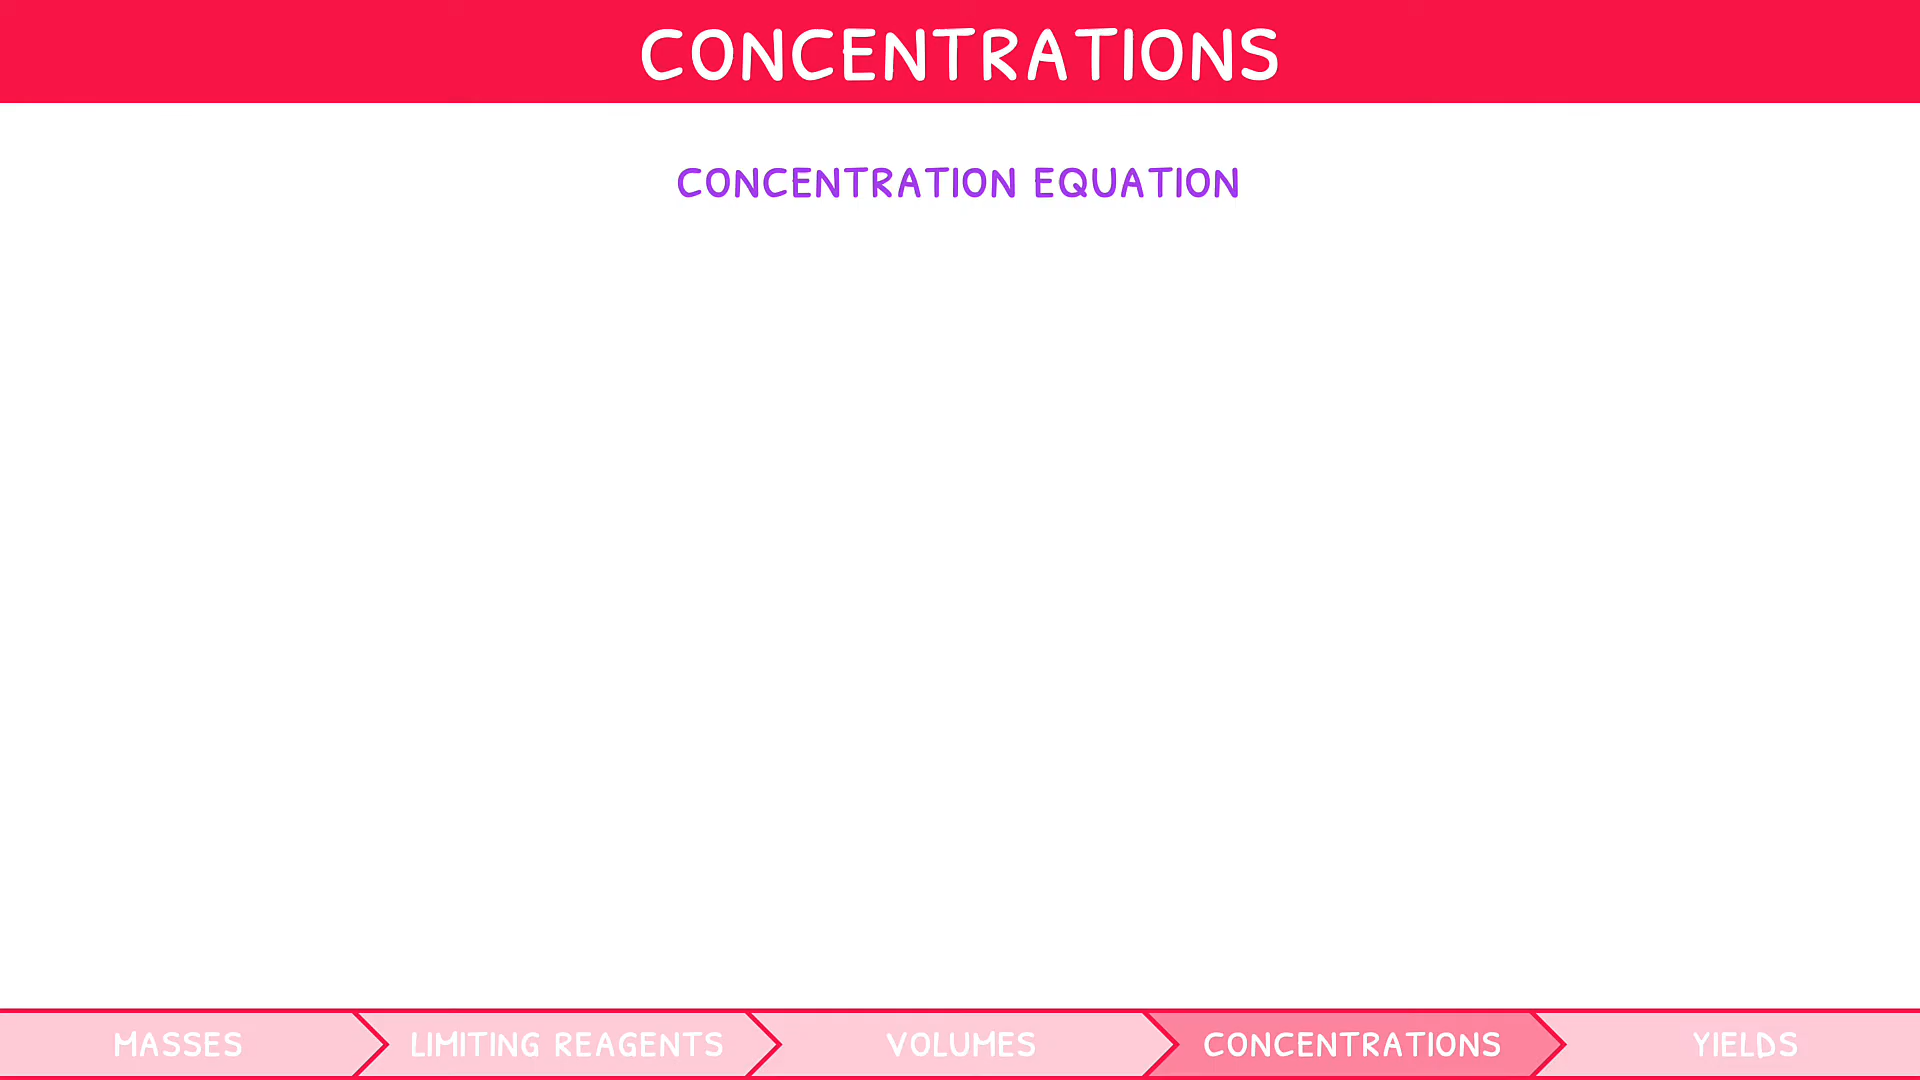 CONCENTRATIONS
CONCENTRATION EQUATION
MASSES
LIMITING REAGENTS
VOLUMES
CONCENTRATIONS
YIELDS